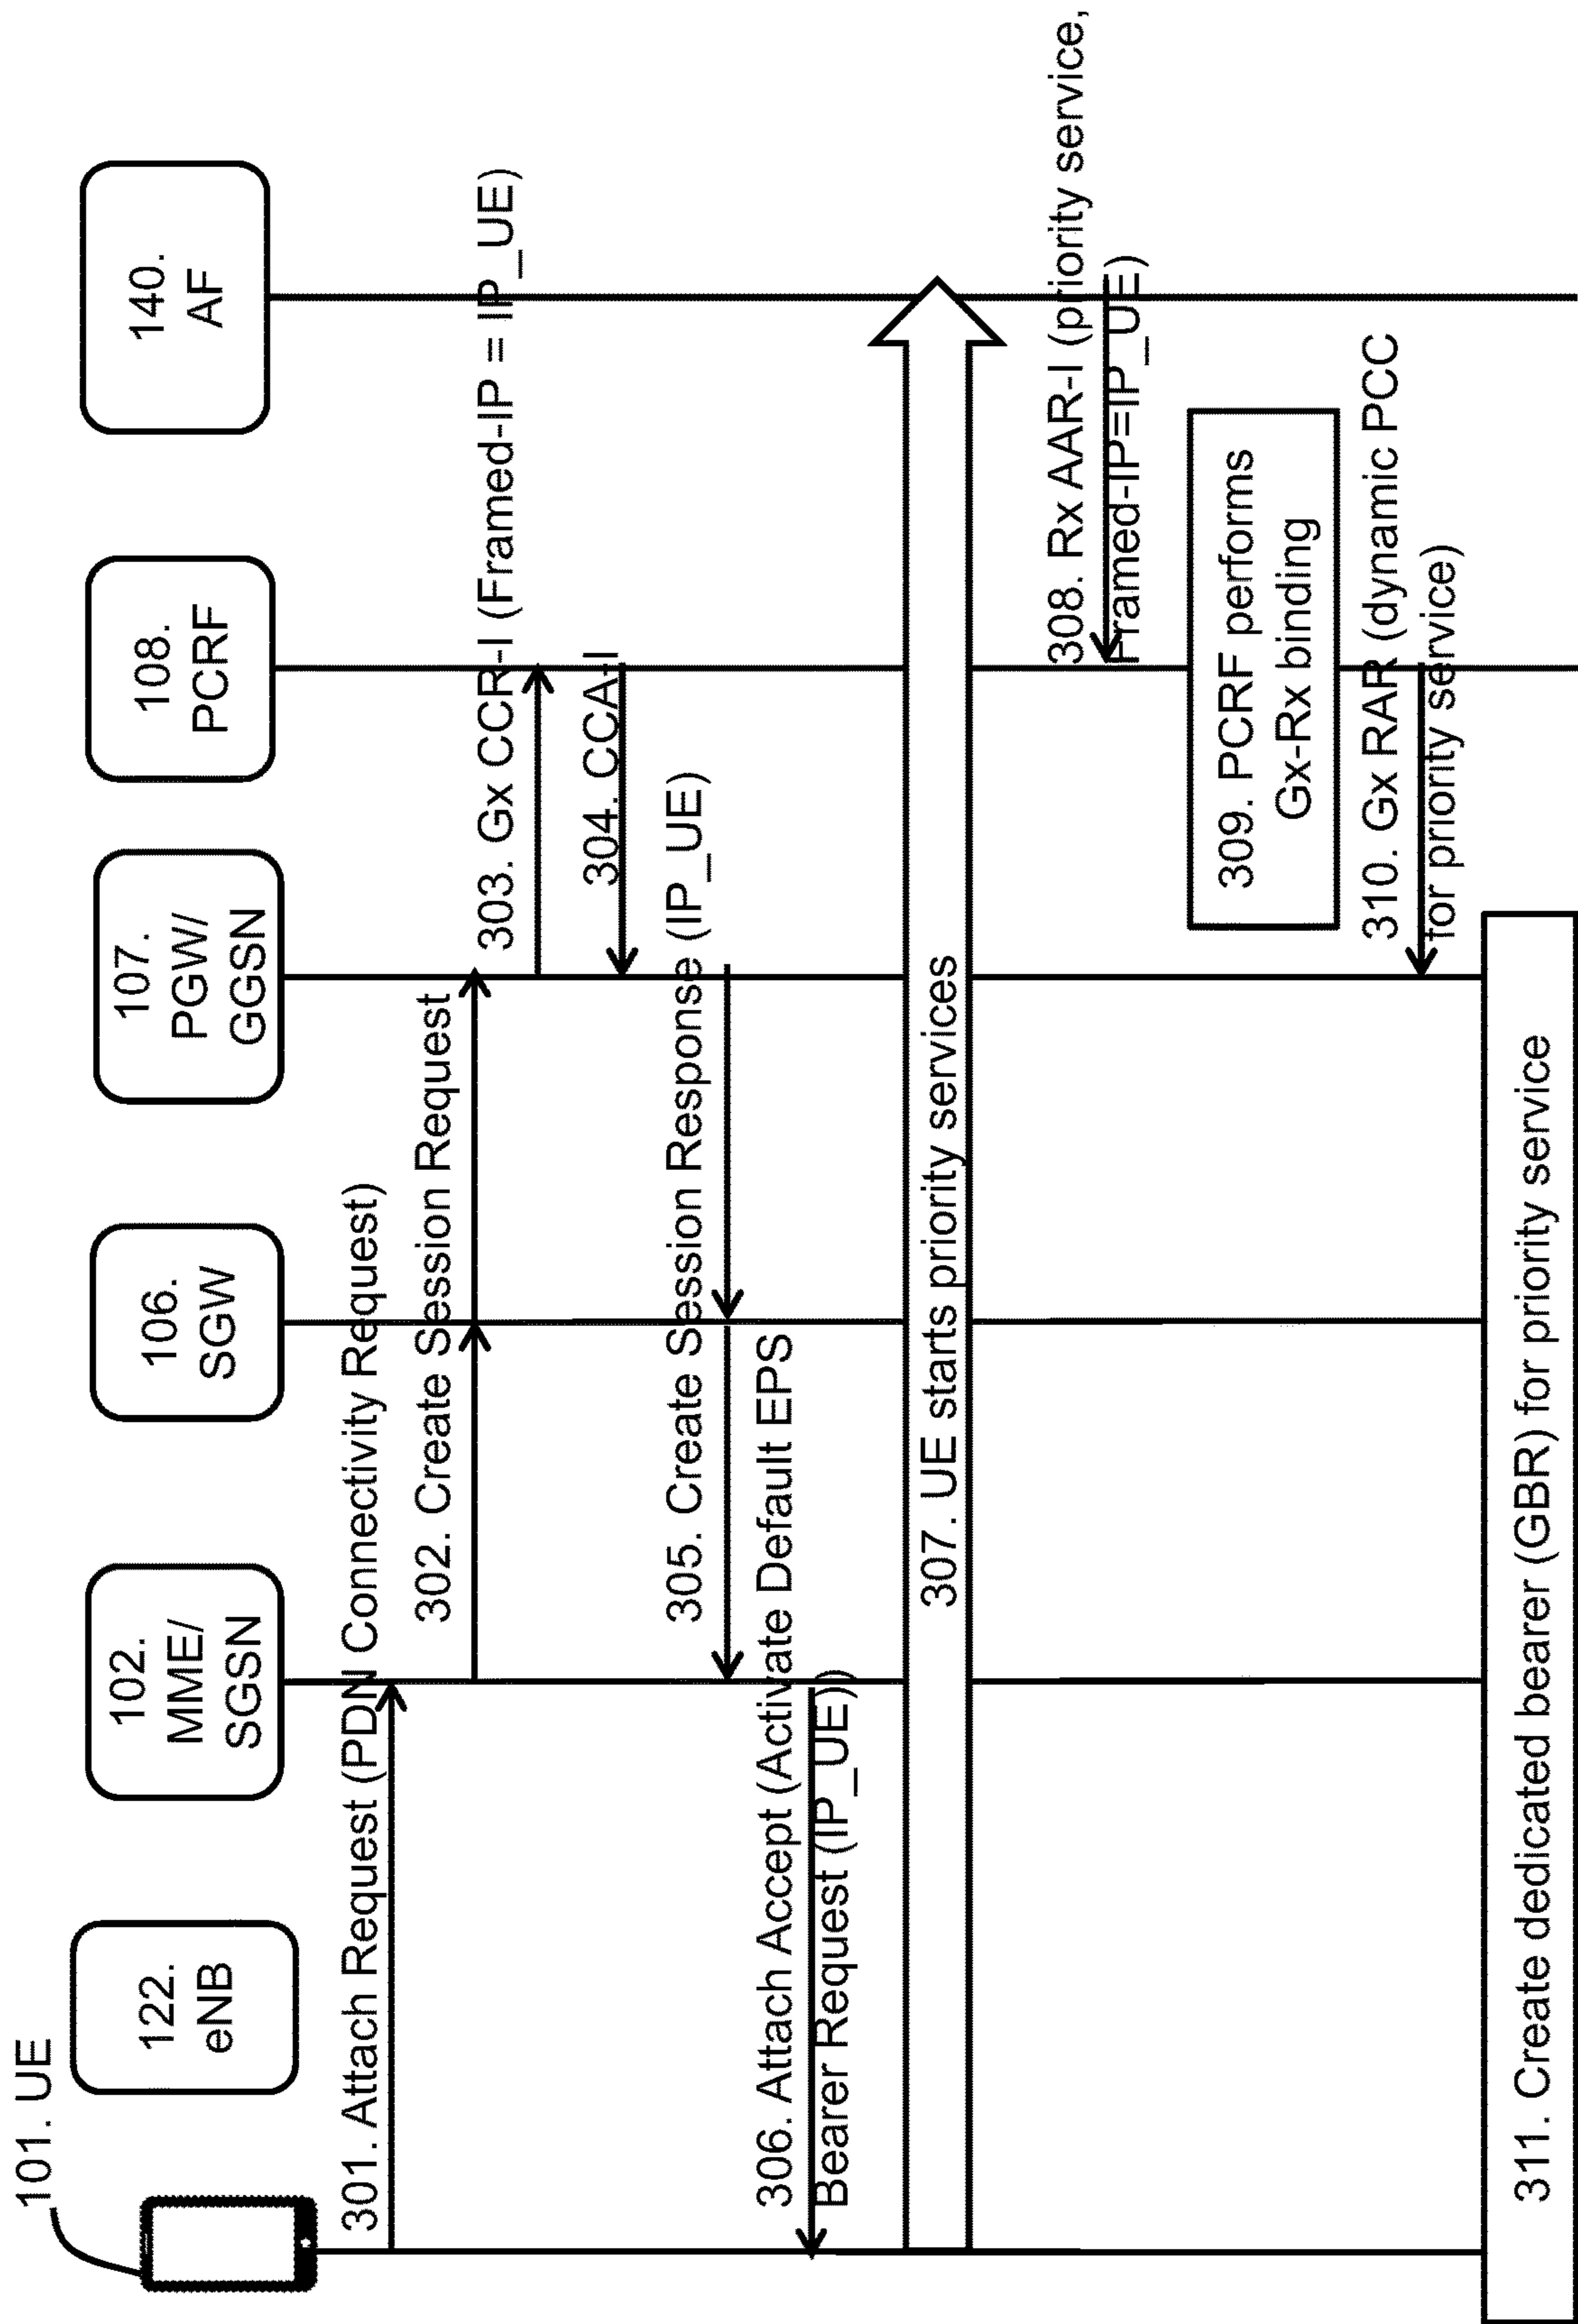 101. UE
122.
eNB
102.
MME/
SGSN
106.
SGW
107.
PGW/
GGSN
108.
PCRF
140.
AF
301. Attach Request (PDN Connectivity Request)
302. Create Session Request
303. Gx CCR-I (Framed-IP = IP_UE)
304. CCA-I
305. Create Session Response (IP_UE)
306. Attach Accept (Activate Default EPS
Bearer Request (IP_UE))
307. UE starts priority services
308. Rx AAR-I (priority service,
Framed-IP=IP_UE)
309. PCRF performs
Gx-Rx binding
310. Gx RAR (dynamic PCC
for priority service)
311. Create dedicated bearer (GBR) for priority service